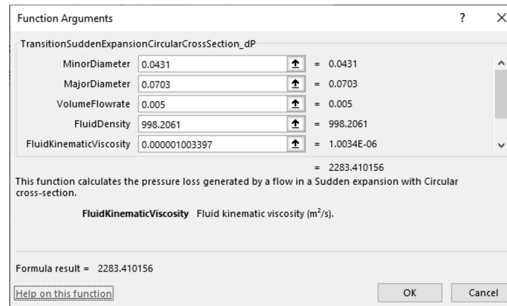 Function Arguments ? ×
TransitionSuddenExpansionCircularCrossSection_dP
MinorDiameter 0.0431 = 0.0431
MajorDiameter 0.0703 = 0.0703
VolumeFlowrate 0.005 = 0.005
FluidDensity 998.2061 = 998.2061
FluidKinematicViscosity 0.000001003397 = 1.0034E-06
= 2283.410156
This function calculates the pressure loss generated by a flow in a Sudden expansion with Circular
cross-section.
FluidKinematicViscosity Fluid kinematic viscosity (m²/s).
Formula result = 2283.410156
Help on this function OK Cancel